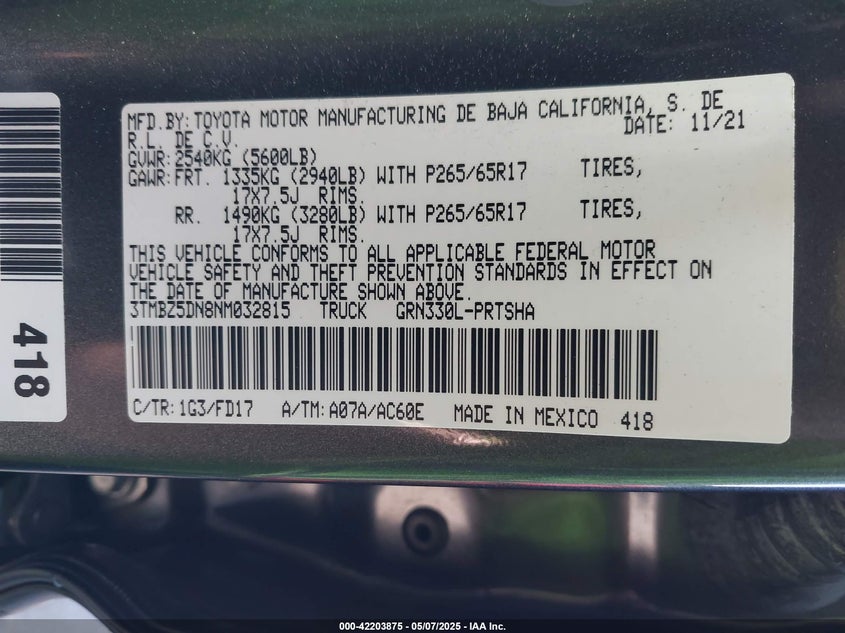 MFD.BY: TOYOTA MOTOR MANUFACTURING DE BAJA CALIFORNIA, S. DE
R.L. DE C.V. DATE: 11/21
GVWR: 2540KG (5600LB)
GAWR: FRT. 1335KG (2940LB) WITH P265/65R17 TIRES,
17X7.5J RIMS.
RR. 1490KG (3280LB) WITH P265/65R17 TIRES,
17X7.5J RIMS.
THIS VEHICLE CONFORMS TO ALL APPLICABLE FEDERAL MOTOR
VEHICLE SAFETY AND THEFT PREVENTION STANDARDS IN EFFECT ON
THE DATE OF MANUFACTURE SHOWN ABOVE.
3TMBZ5DN8NM032815 TRUCK GRN330L-PRTSHA
C/TR: 1G3/FD17 A/TM: A07A/AC60E MADE IN MEXICO 418
418
000-42203875 - 05/07/2025 - IAA Inc.